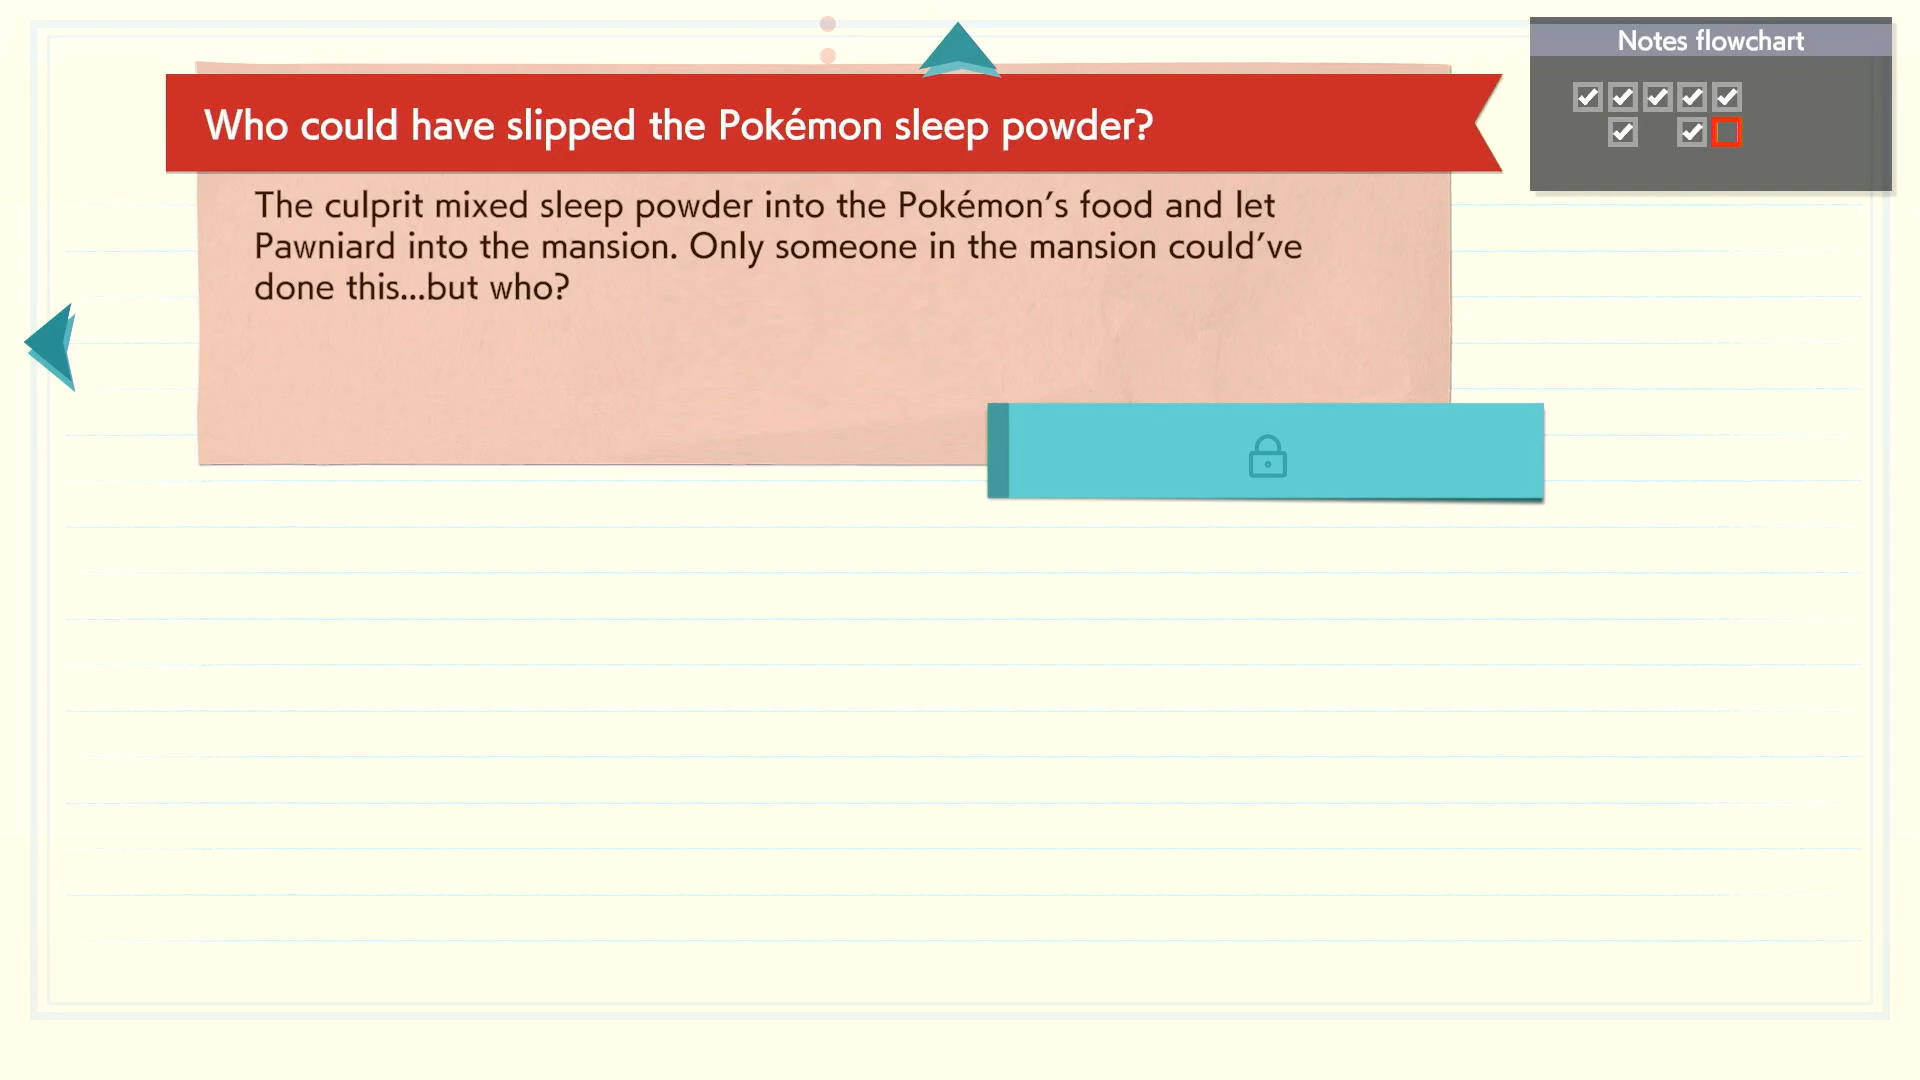 Notes flowchart
Who could have slipped the Pokémon sleep powder?
The culprit mixed sleep powder into the Pokémon's food and let
Pawniard into the mansion. Only someone in the mansion could've
done this...but who?